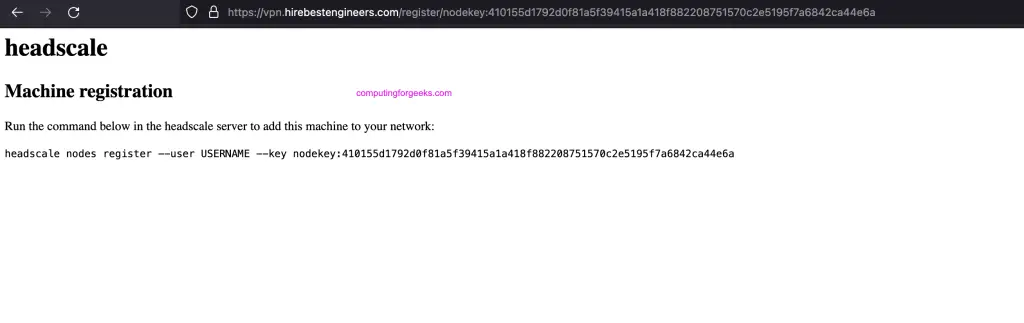 https://vpn.hirebestengineers.com/register/nodekey:410155d1792d0f81a5f39415a1a418f882208751570c2e5195f7a6842ca44e6a
headscale
Machine registration
computingforgeeks.com
Run the command below in the headscale server to add this machine to your network:
headscale nodes register --user USERNAME --key nodekey:410155d1792d0f81a5f39415a1a418f882208751570c2e5195f7a6842ca44e6a